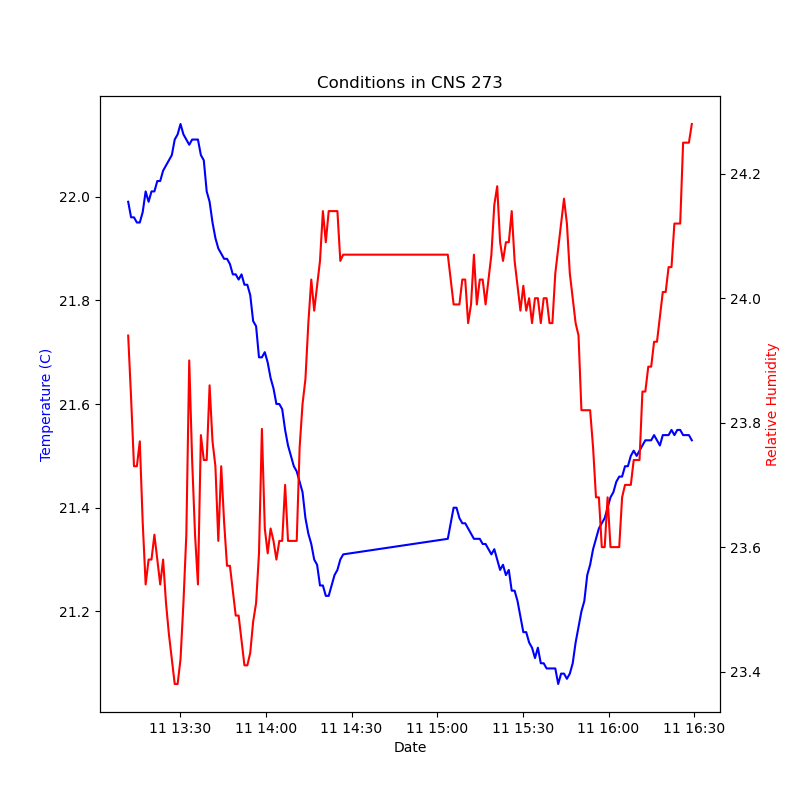 Conditions in CNS 273
22.0
21.8
21.6
21.4
21.2
Temperature (C)
24.2
24.0
23.8
23.6
23.4
Relative Humidity
11 13:30 11 14:00 11 14:30 11 15:00 11 15:30 11 16:00 11 16:30
Date